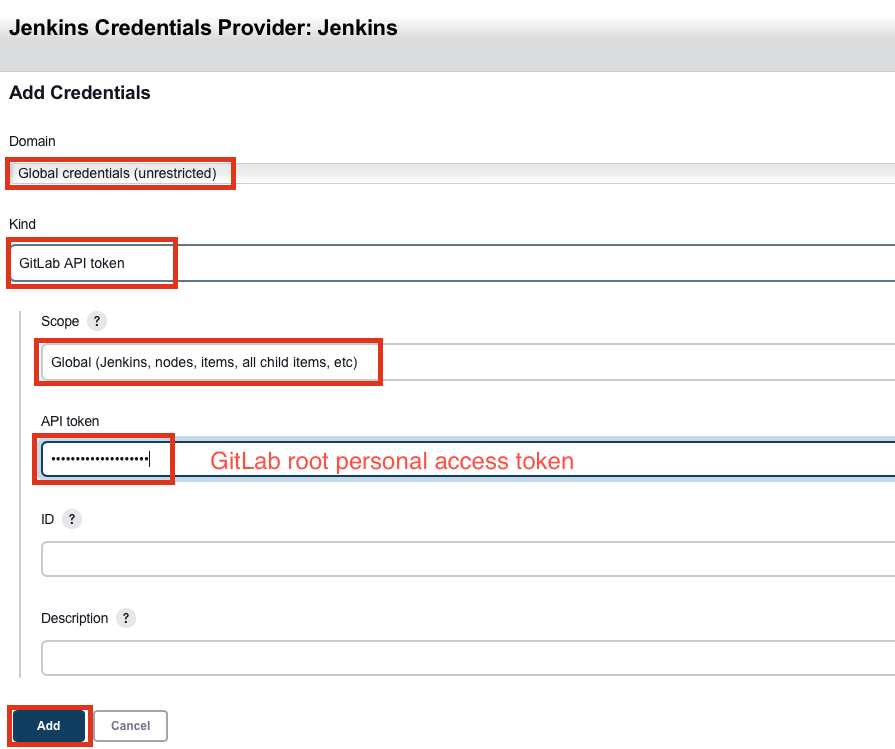 Jenkins Credentials Provider: Jenkins
Add Credentials
Domain
Global credentials (unrestricted)
Kind
GitLab API token
Scope ?
Global (Jenkins, nodes, items, all child items, etc)
API token
••••••••••••••••••••
GitLab root personal access token
ID ?
Description ?
Add
Cancel